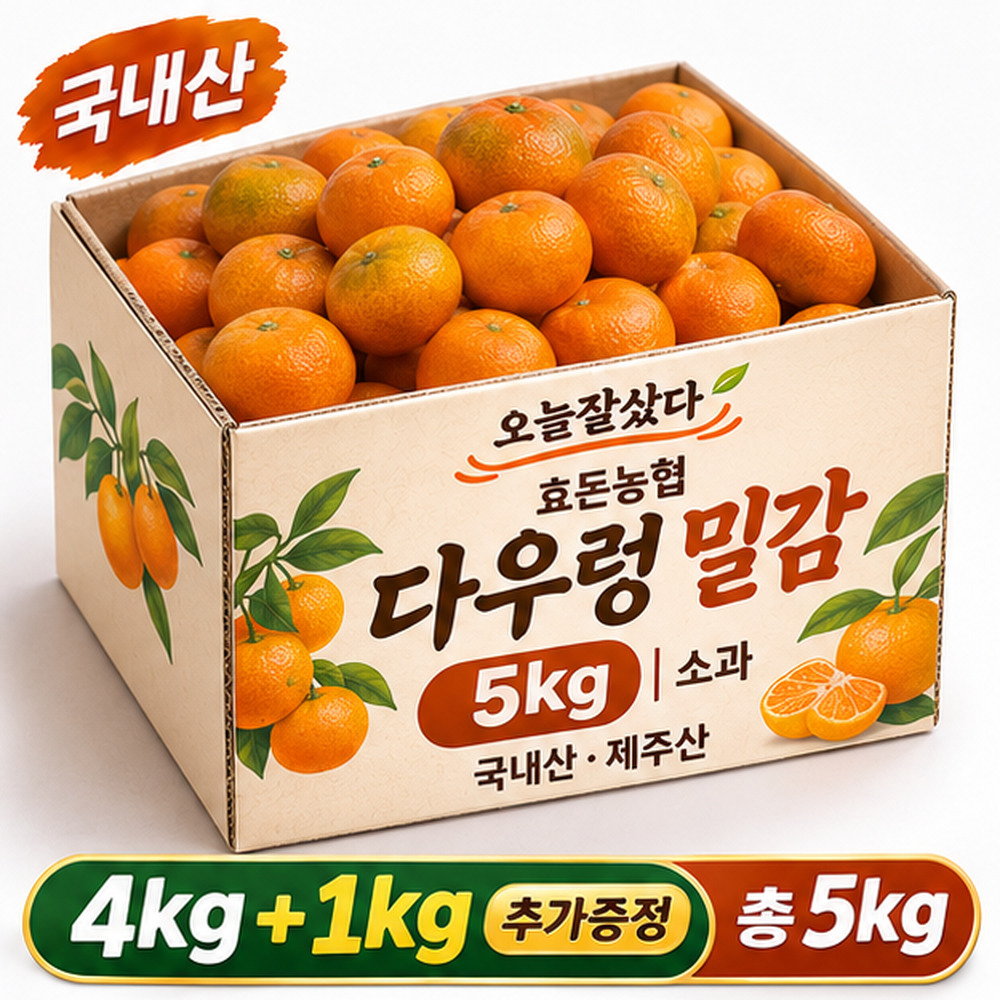 국내산
오늘잘샀다
효돈농협
다우렁 밀감
5kg | 소과
국내산 · 제주산
4kg+1kg 추가증정 총 5kg